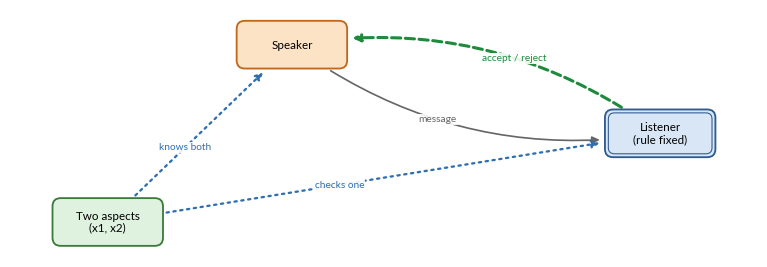 Speaker
accept / reject
message
Listener
(rule fixed)
knows both
checks one
Two aspects
(x1, x2)